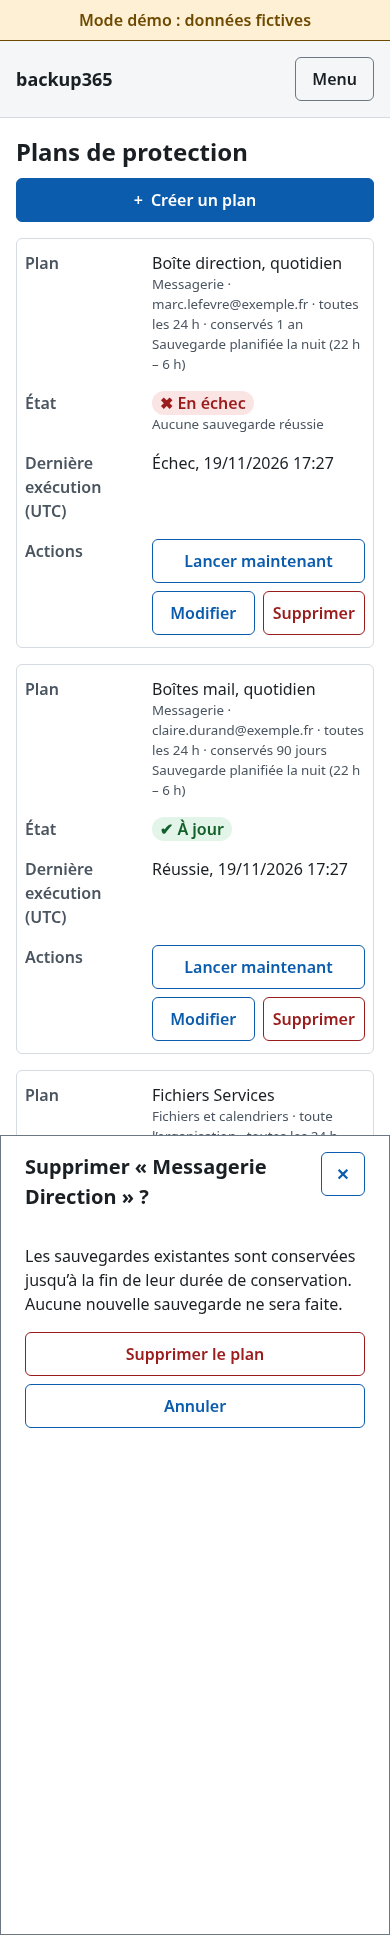 Mode démo : données fictives
backup365
Menu
Plans de protection
+ Créer un plan
Plan
Boîte direction, quotidien
Messagerie ·
marc.lefevre@exemple.fr · toutes
les 24 h · conservés 1 an
Sauvegarde planifiée la nuit (22 h
– 6 h)
État
✖ En échec
Aucune sauvegarde réussie
Dernière
exécution
(UTC)
Échec, 19/11/2026 17:27
Actions
Lancer maintenant
Modifier
Supprimer
Plan
Boîtes mail, quotidien
Messagerie ·
claire.durand@exemple.fr · toutes
les 24 h · conservés 90 jours
Sauvegarde planifiée la nuit (22 h
– 6 h)
État
✔ À jour
Dernière
exécution
(UTC)
Réussie, 19/11/2026 17:27
Actions
Lancer maintenant
Modifier
Supprimer
Plan
Fichiers Services
Fichiers et calendriers · toute
Supprimer « Messagerie
Direction » ?
×
Les sauvegardes existantes sont conservées
jusqu’à la fin de leur durée de conservation.
Aucune nouvelle sauvegarde ne sera faite.
Supprimer le plan
Annuler